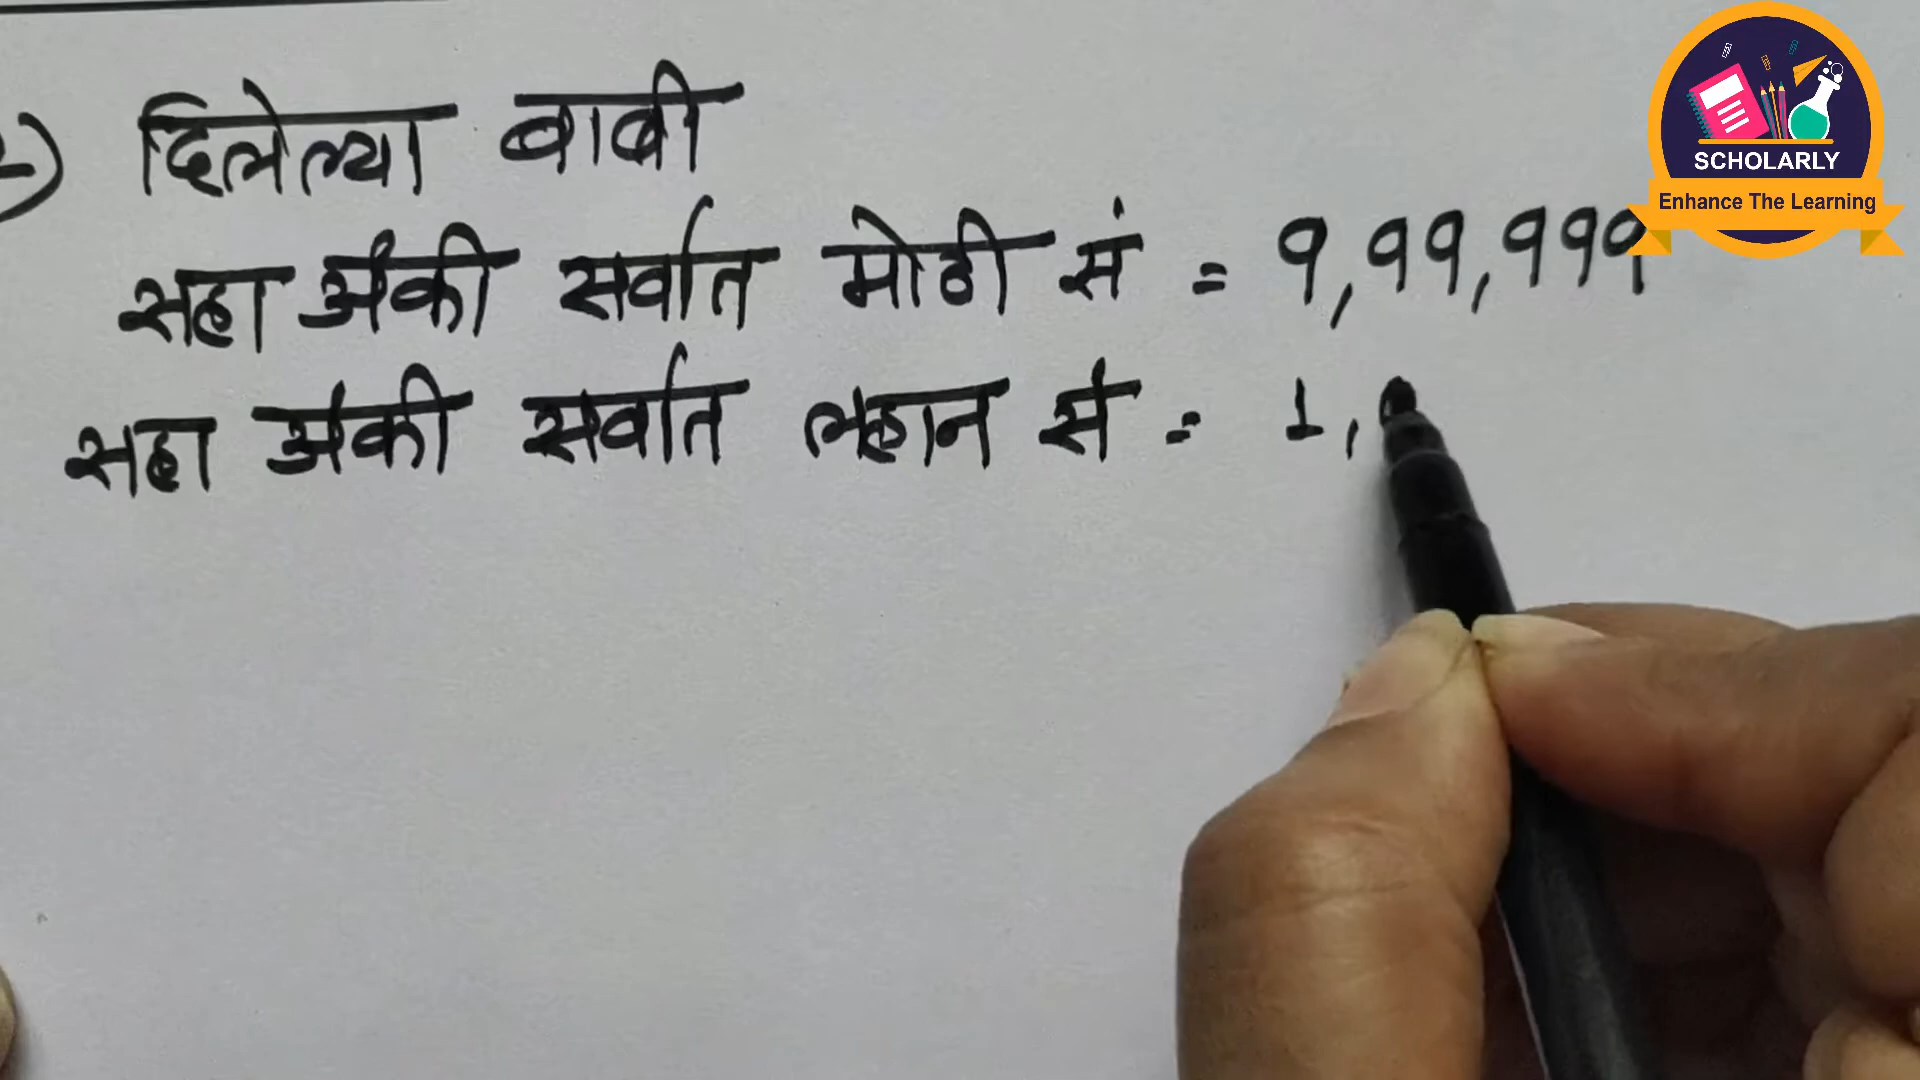 दिलेल्या बाबी
सहा अंकी सर्वात मोठी सं = 9,99,999
सहा अंकी सर्वात लहान सं = 1,
SCHOLARLY
Enhance The Learning